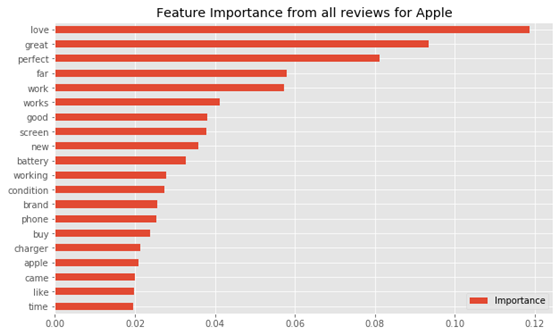 Feature Importance from all reviews for Apple
love
great
perfect
far
work
works
good
screen
new
battery
working
condition
brand
phone
buy
charger
apple
came
like
time
Importance
0.00 0.02 0.04 0.06 0.08 0.10 0.12